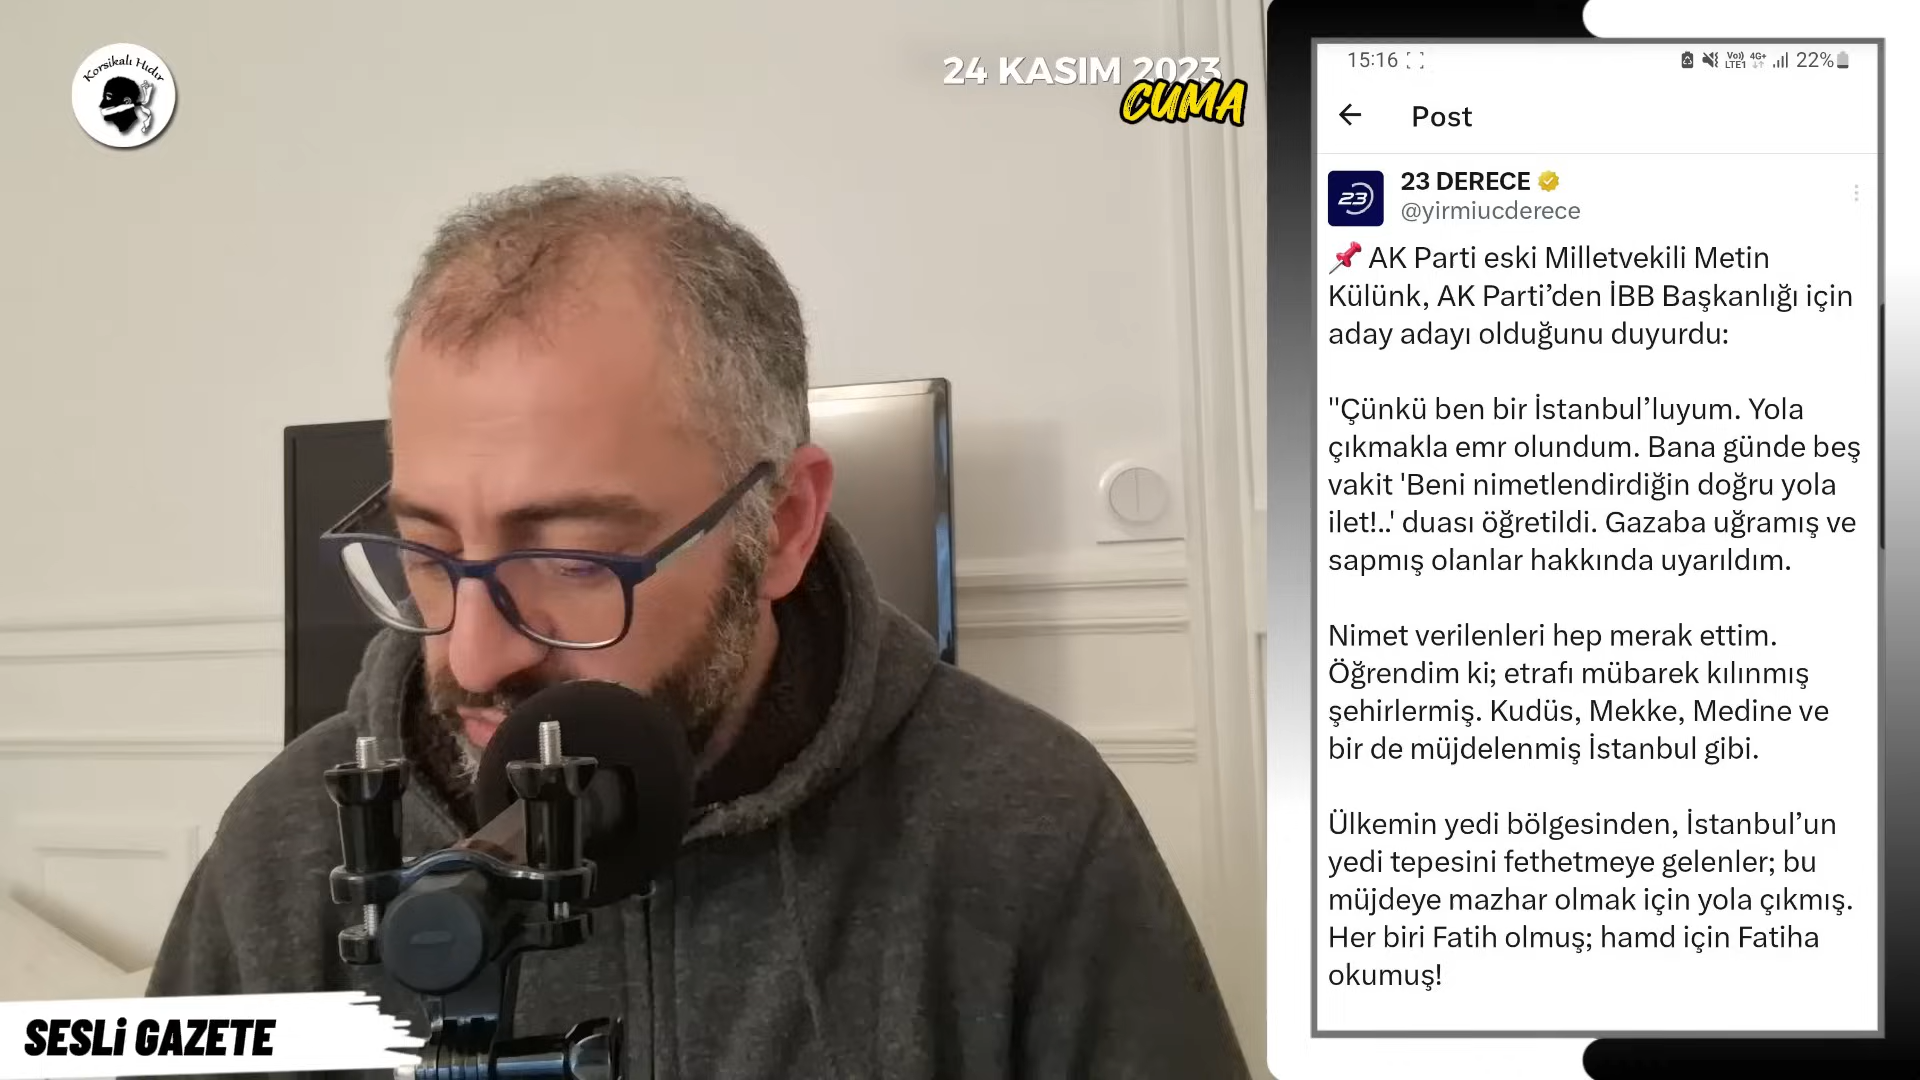 Korsikalı Hıdır
24 KASIM 2023
CUMA
SESLİ GAZETE
15:16
Vo)) LTE1 4G+ 22%
Post
23
23 DERECE
@yirmiucderece
📌 AK Parti eski Milletvekili Metin
Külünk, AK Parti’den İBB Başkanlığı için
aday adayı olduğunu duyurdu:
"Çünkü ben bir İstanbul’luyum. Yola
çıkmakla emr olundum. Bana günde beş
vakit 'Beni nimetlendirdiğin doğru yola
ilet!..' duası öğretildi. Gazaba uğramış ve
sapmış olanlar hakkında uyarıldım.
Nimet verilenleri hep merak ettim.
Öğrendim ki; etrafı mübarek kılınmış
şehirlermiş. Kudüs, Mekke, Medine ve
bir de müjdelenmiş İstanbul gibi.
Ülkemin yedi bölgesinden, İstanbul’un
yedi tepesini fethetmeye gelenler; bu
müjdeye mazhar olmak için yola çıkmış.
Her biri Fatih olmuş; hamd için Fatiha
okumuş!